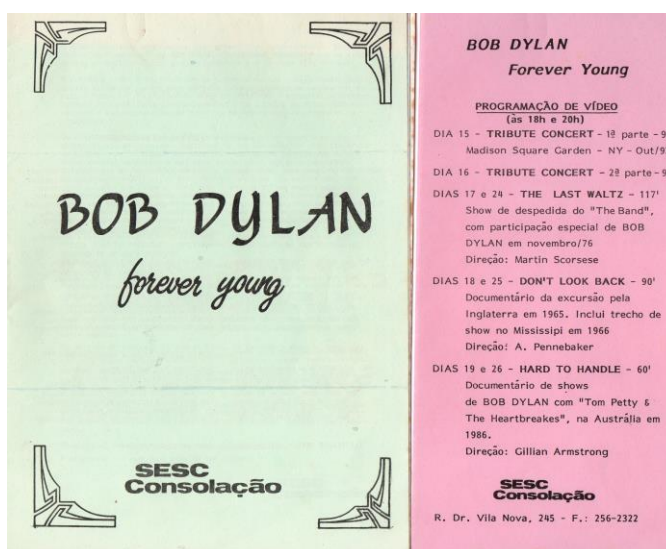 BOB DYLAN
forever young
SESC
Consolação
BOB DYLAN
Forever Young
PROGRAMAÇÃO DE VÍDEO
(às 18h e 20h)
DIA 15 - TRIBUTE CONCERT - 1ª parte - 9
Madison Square Garden - NY - Out/9
DIA 16 - TRIBUTE CONCERT - 2ª parte - 9
DIAS 17 e 24 - THE LAST WALTZ - 117'
Show de despedida do "The Band",
com participação especial de BOB
DYLAN em novembro/76
Direção: Martin Scorsese
DIAS 18 e 25 - DON'T LOOK BACK - 90'
Documentário da excursão pela
Inglaterra em 1965. Inclui trecho de
show no Mississipi em 1966
Direção: A. Pennebaker
DIAS 19 e 26 - HARD TO HANDLE - 60'
Documentário de shows
de BOB DYLAN com "Tom Petty &
The Heartbreakes", na Austrália em
1986.
Direção: Gillian Armstrong
SESC
Consolação
R. Dr. Vila Nova, 245 - F.: 256-2322